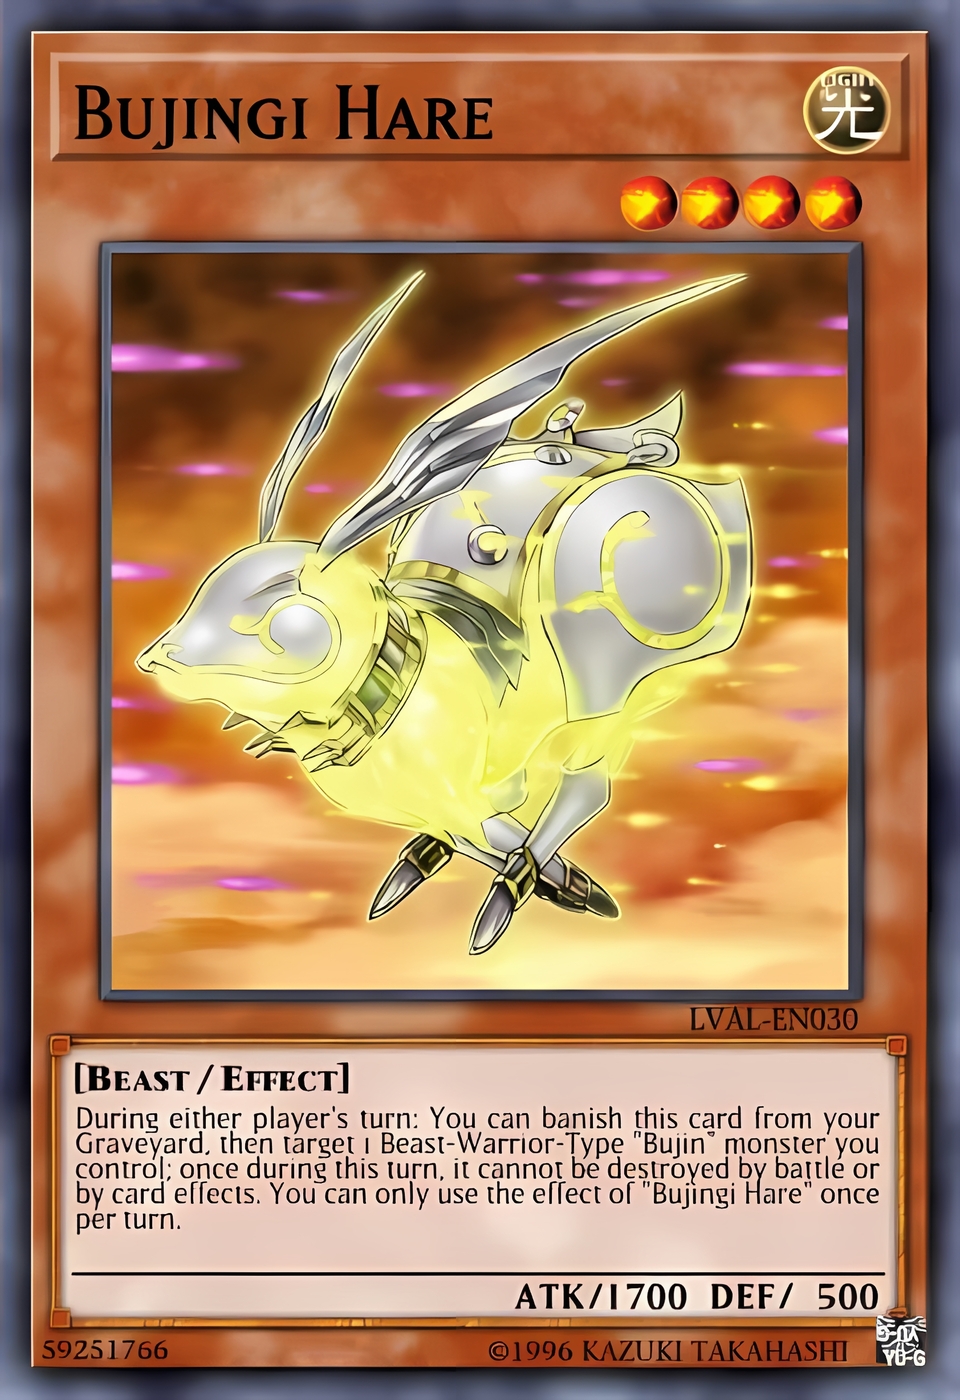 Bujingi Hare
光
LVAL-EN030
[Beast / Effect]
During either player's turn: You can banish this card from your
Graveyard, then target 1 Beast-Warrior-Type "Bujin" monster you
control; once during this turn, it cannot be destroyed by battle or
by card effects. You can only use the effect of "Bujingi Hare" once
per turn.
ATK/1700 DEF/ 500
59251766
©1996 KAZUKI TAKAHASHI